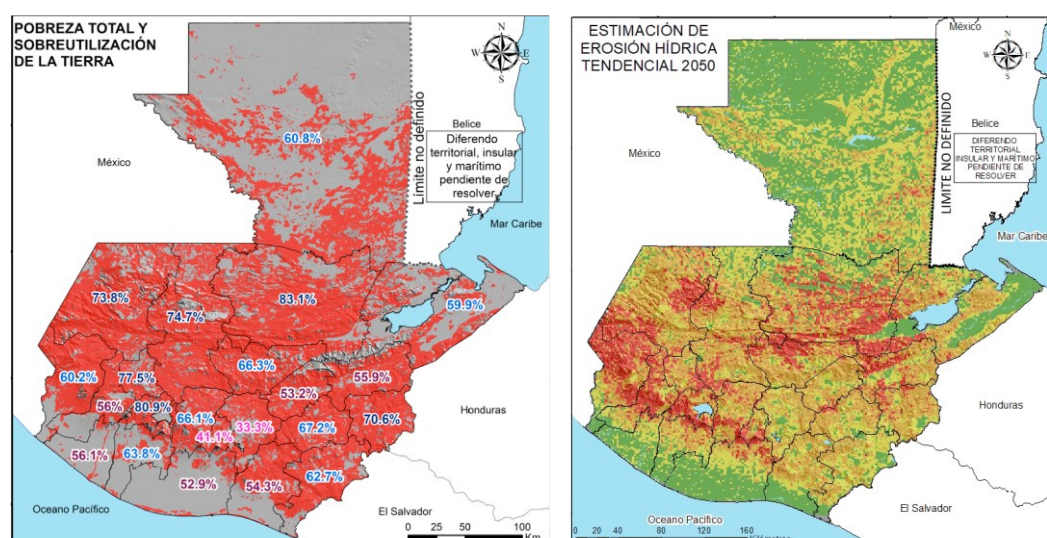 POBREZA TOTAL Y
SOBREUTILIZACIÓN
DE LA TIERRA
N
W E
S
60.8%
Belice
Diferendo
territorial, insular
y marítimo
pendiente de
resolver
Límite no definido
México
Mar Caribe
73.8%
74.7%
83.1%
59.9%
66.3%
60.2%
77.5%
55.9%
53.2%
56%
80.9%
66.1%
33.3%
41.1%
67.2%
70.6%
Honduras
56.1%
63.8%
52.9%
54.3%
62.7%
Oceano Pacífico
El Salvador
0 25 50 100
Km
ESTIMACIÓN DE
EROSIÓN HÍDRICA
TENDENCIAL 2050
México
N
W E
S
LIMITE NO DEFINIDO
Belice
DIFERENDO
TERRITORIAL
INSULAR Y MARÍTIMO
PENDIENTE DE
RESOLVER
México
Mar Caribe
Honduras
El Salvador
Oceano Pacífico
0 20 40 80 120 160